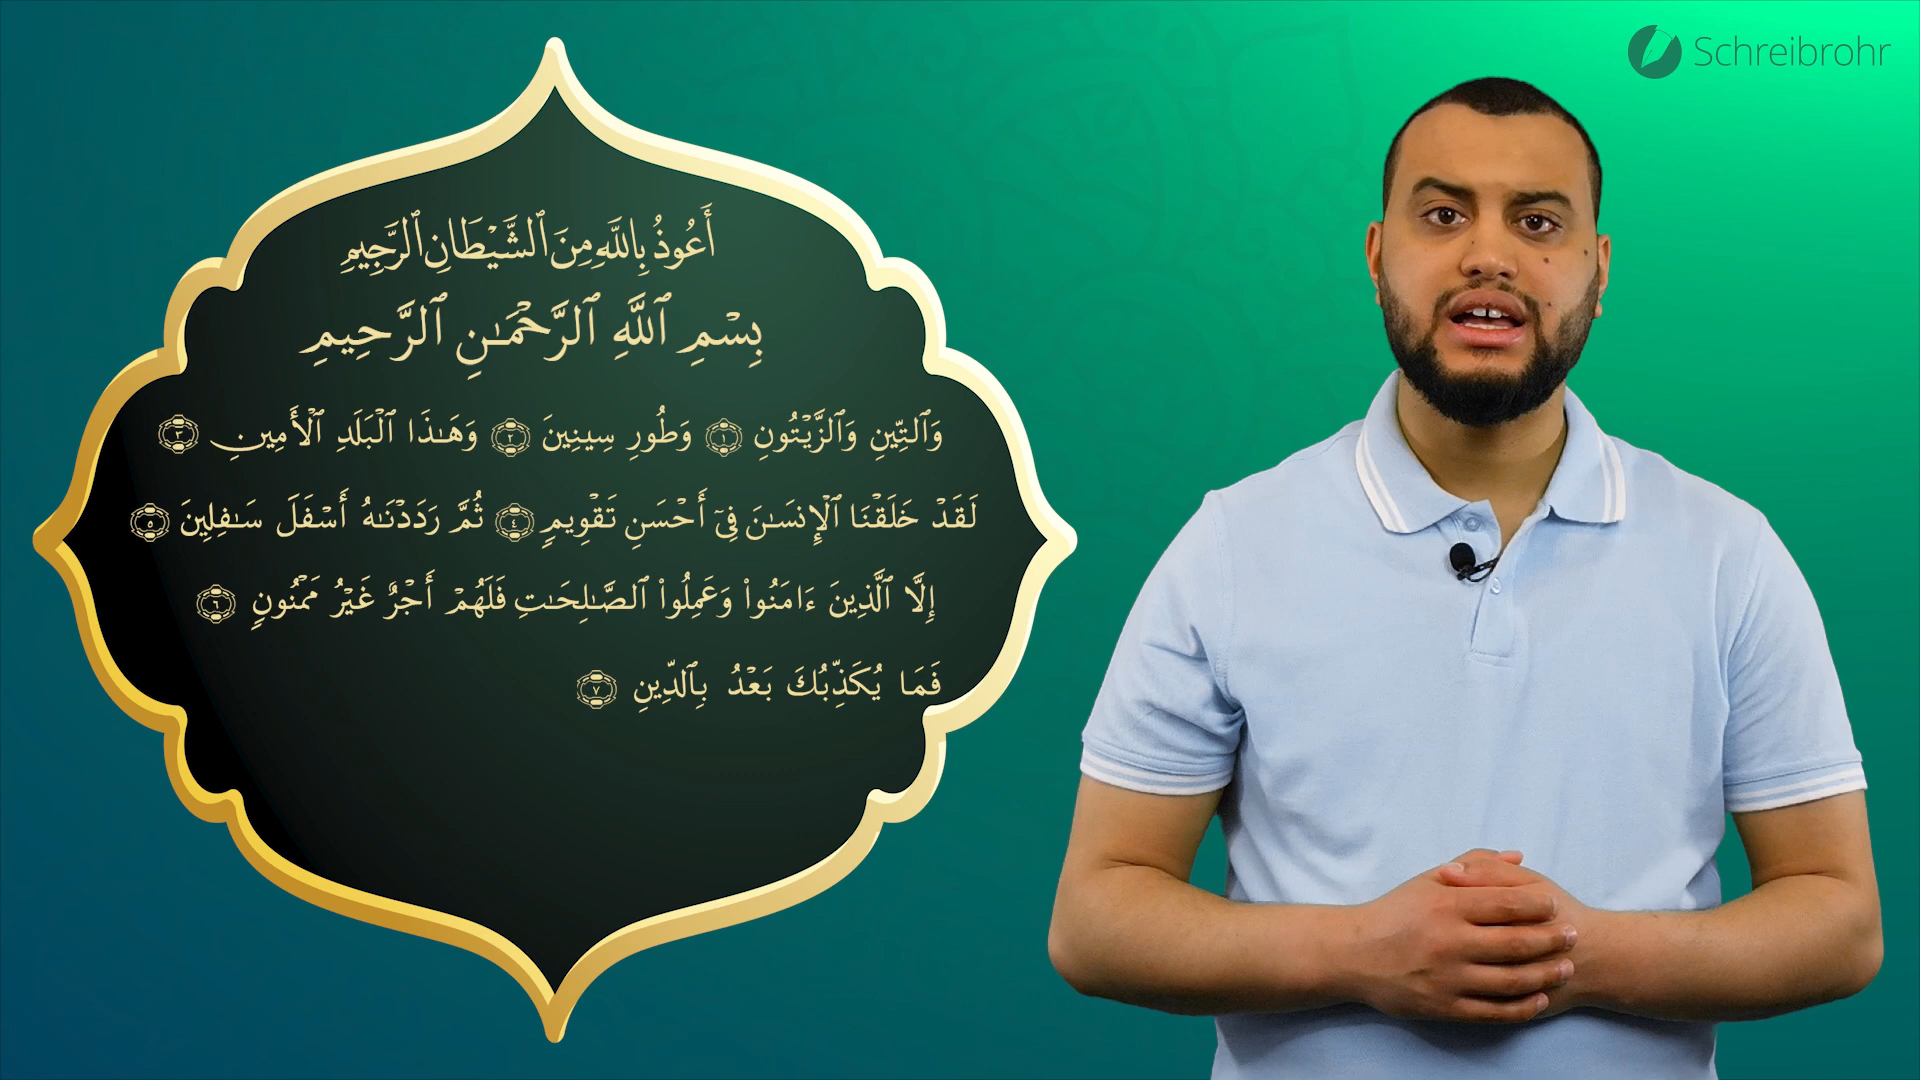 Schreibrohr
أَعُوذُ بِاللَّهِ مِنَ ٱلشَّيْطَانِ ٱلرَّجِيمِ
بِسْمِ ٱللَّهِ ٱلرَّحْمَـٰنِ ٱلرَّحِيمِ
وَٱلتِّينِ وَٱلزَّيْتُونِ ١ وَطُورِ سِينِينَ ٢ وَهَـٰذَا ٱلْبَلَدِ ٱلْأَمِينِ ٣
لَقَدْ خَلَقْنَا ٱلْإِنسَـٰنَ فِىٓ أَحْسَنِ تَقْوِيمٍ ٤ ثُمَّ رَدَدْنَـٰهُ أَسْفَلَ سَـٰفِلِينَ ٥
إِلَّا ٱلَّذِينَ ءَامَنُوا۟ وَعَمِلُوا۟ ٱلصَّـٰلِحَـٰتِ فَلَهُمْ أَجْرٌ غَيْرُ مَمْنُونٍ ٦
فَمَا يُكَذِّبُكَ بَعْدُ بِٱلدِّينِ ٧